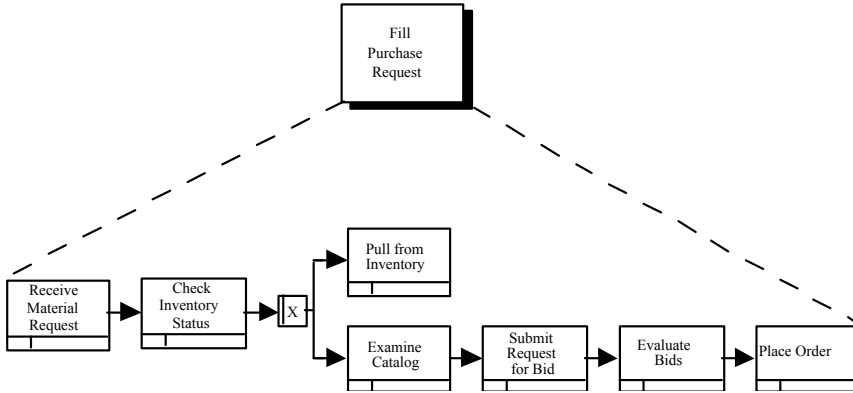 Fill
Purchase
Request
Receive
Material
Request
Check
Inventory
Status
X
Pull from
Inventory
Examine
Catalog
Submit
Request
for Bid
Evaluate
Bids
Place Order